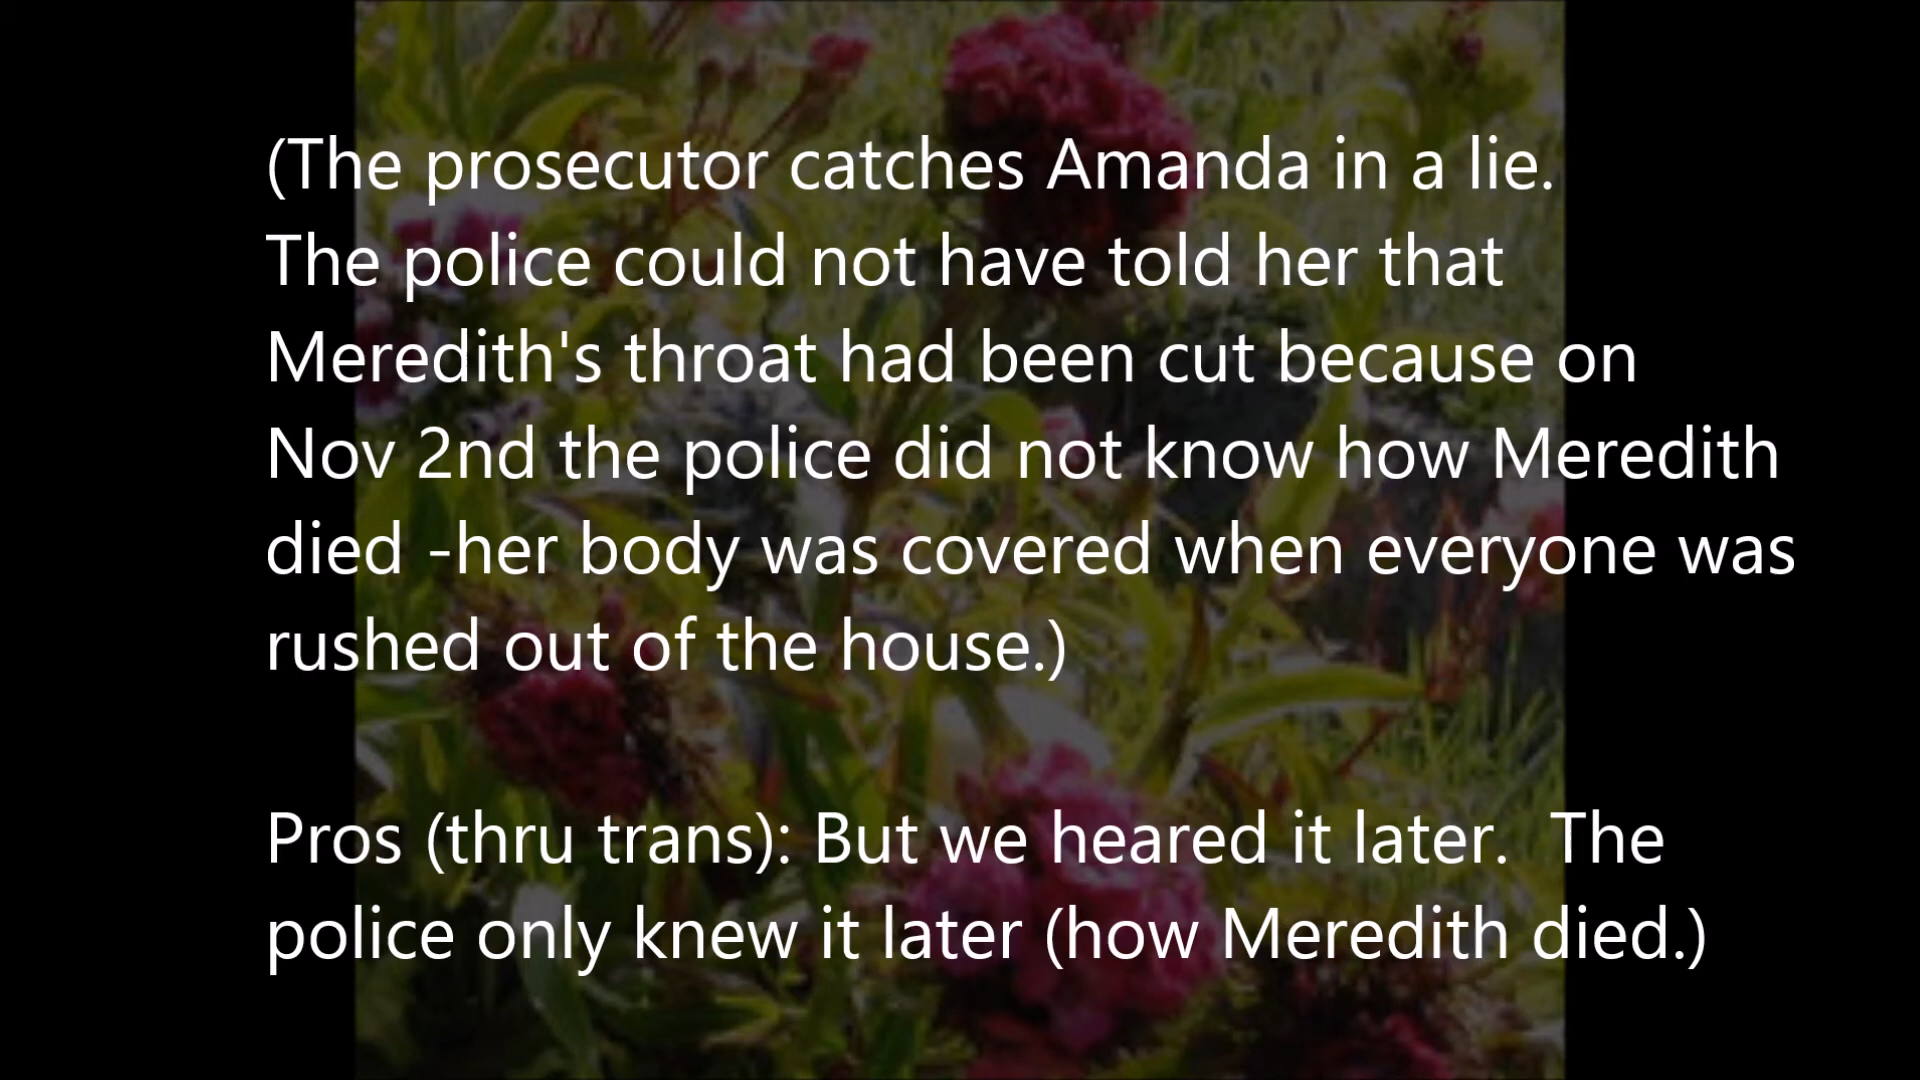 (The prosecutor catches Amanda in a lie.
The police could not have told her that
Meredith's throat had been cut because on
Nov 2nd the police did not know how Meredith
died -her body was covered when everyone was
rushed out of the house.)
Pros (thru trans): But we heared it later.  The
police only knew it later (how Meredith died.)